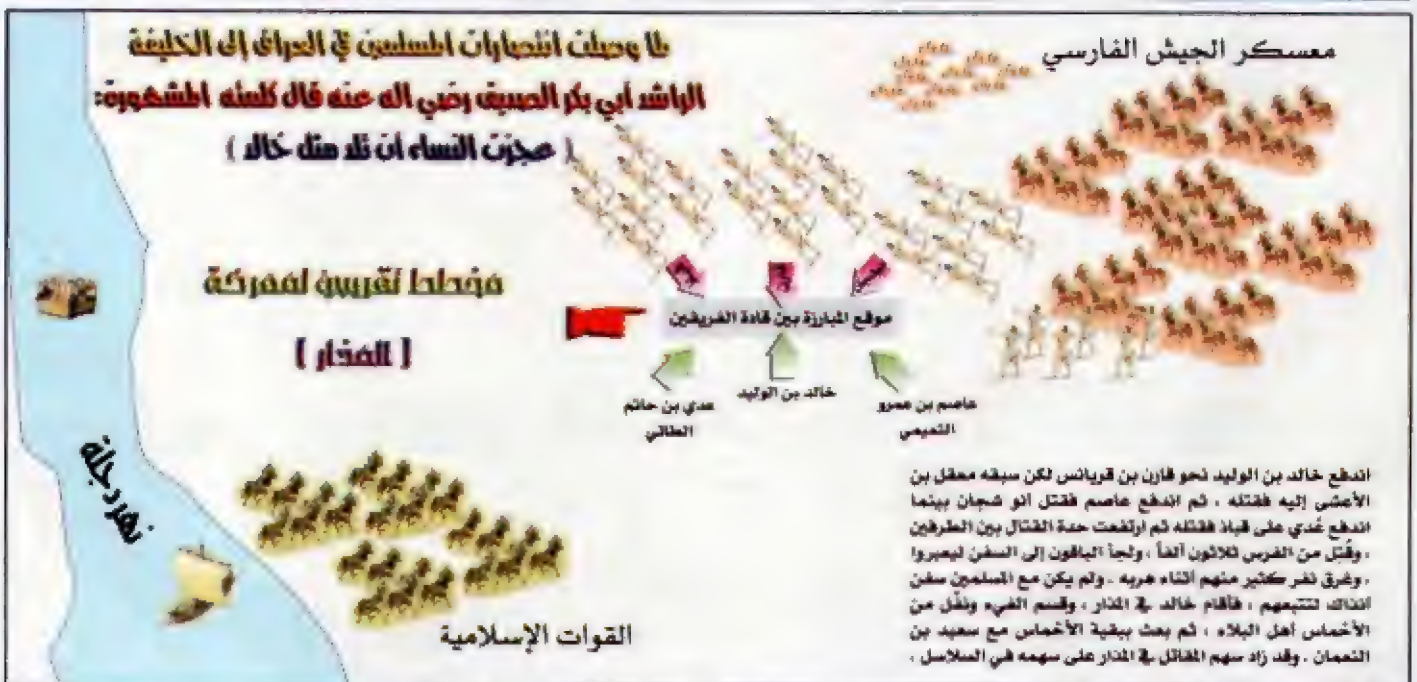 معسكر الجيش الفارسي
لما وصلت انتصارات المسلمين في العراق إلى الخليفة
الراشد أبي بكر الصديق رضي الله عنه قال كلمته المشهورة:
( عجزت النساء أن تلد مثل خالد )
مخطط تقريبي لمعركة
[ المذار ]
موقع المبارزة بين قادة الفريقين
عدي بن حاتم
الطائي
خالد بن الوليد
عاصم بن عمرو
التميمي
نهر دجلة
القوات الإسلامية
اندفع خالد بن الوليد نحو قارن بن قريانس لكن سبقه معقل بن
الأعشى إليه فقتله ، ثم اندفع عاصم فقتل أنو شجان بينما
اندفع عُدي على قباذ فقتله ثم ارتفعت حدة القتال بين الطرفين
، وقُتِل من الفرس ثلاثون ألفاً ، ولجأ الباقون إلى السفن ليعبروا
، وغرق نفر كثير منهم أثناء هربه . ولم يكن مع المسلمين سفن
آنذاك لتتبعهم ، فأقام خالد في المذار ، وقسم الفيء ونفّل من
الأخماس أهل البلاء ، ثم بعث ببقية الأخماس مع سعيد بن
النعمان . وقد زاد سهم المقاتل في المذار على سهمه في السلاسل .